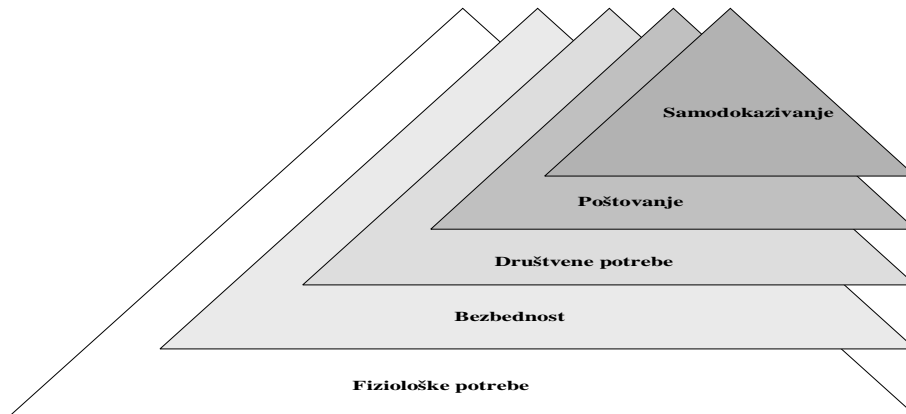 Samodokazivanje
Poštovanje
Društvene potrebe
Bezbednost
Fiziološke potrebe